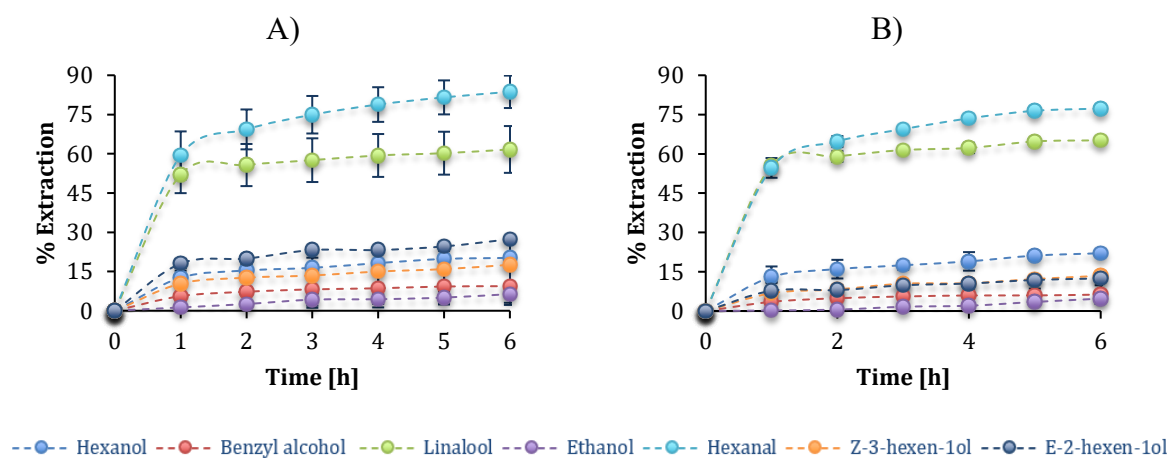 A)
B)
90
75
60
45
30
15
0
% Extraction
0 1 2 3 4 5 6
Time [h]
90
75
60
45
30
15
0
% Extraction
0 2 4 6
Time [h]
Hexanol Benzyl alcohol Linalool Ethanol Hexanal Z-3-hexen-1ol E-2-hexen-1ol